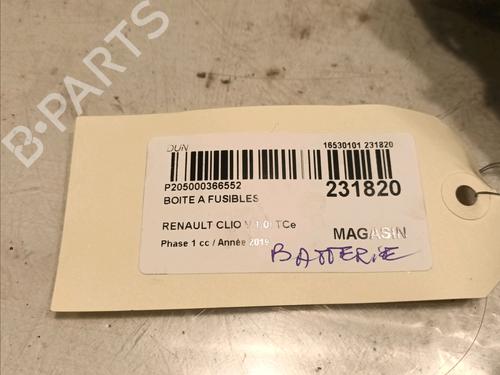 B-PARTS
DUN
16530101 231820
P205000366552
BOITE A FUSIBLES
231820
RENAULT CLIO V 1.0i TCe
MAGASIN
Phase 1 cc / Année 2019
BATTERIE